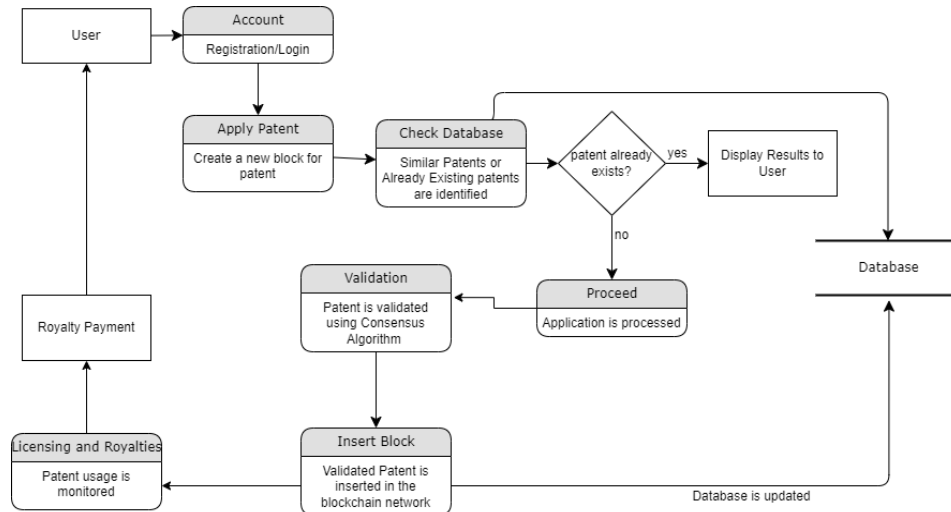 User
Account
Registration/Login
Apply Patent
Create a new block for
patent
Check Database
Similar Patents or
Already Existing patents
are identified
patent already
exists?
yes
Display Results to
User
no
Database
Validation
Patent is validated
using Consensus
Algorithm
Proceed
Application is processed
Royalty Payment
Licensing and Royalties
Patent usage is
monitored
Insert Block
Validated Patent is
inserted in the
blockchain network
Database is updated